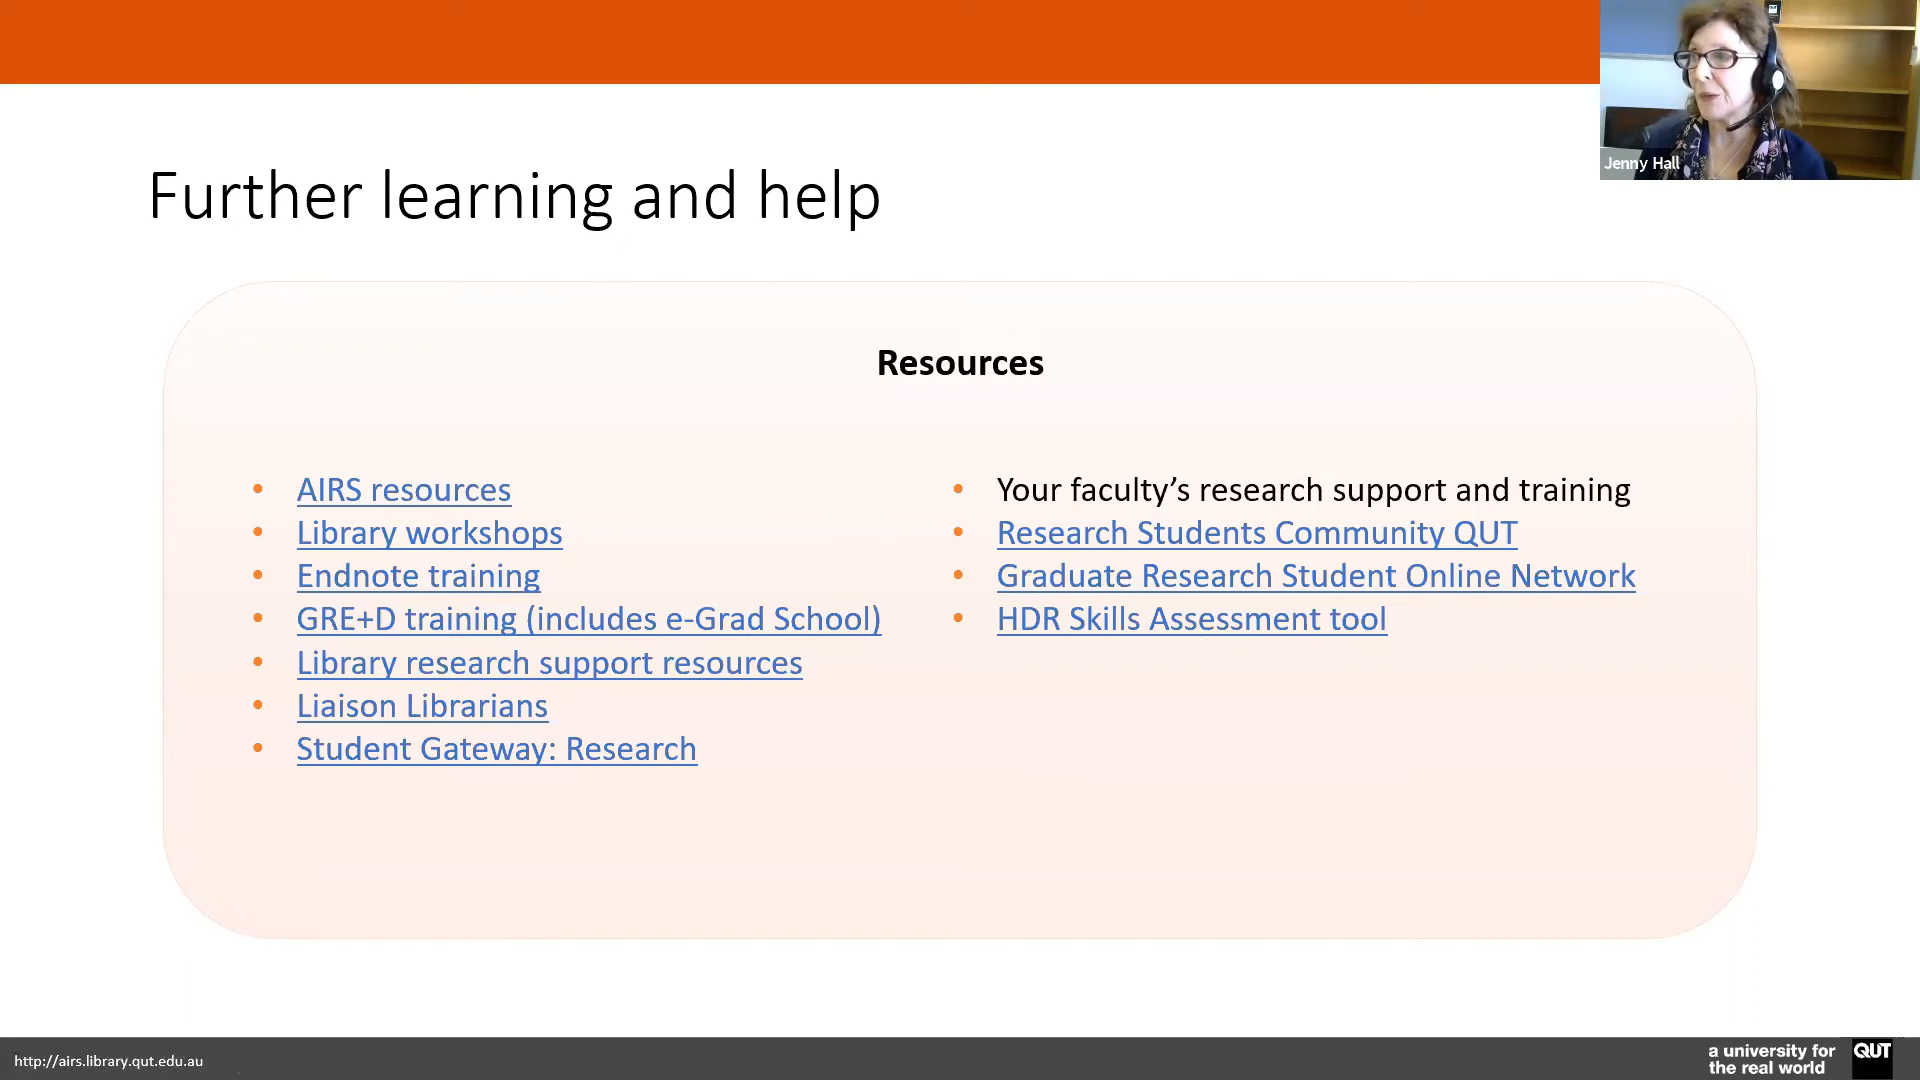 Jenny Hall
Further learning and help
Resources
• AIRS resources
• Library workshops
• Endnote training
• GRE+D training (includes e-Grad School)
• Library research support resources
• Liaison Librarians
• Student Gateway: Research
• Your faculty’s research support and training
• Research Students Community QUT
• Graduate Research Student Online Network
• HDR Skills Assessment tool
http://airs.library.qut.edu.au
a university for
the real world
QUT